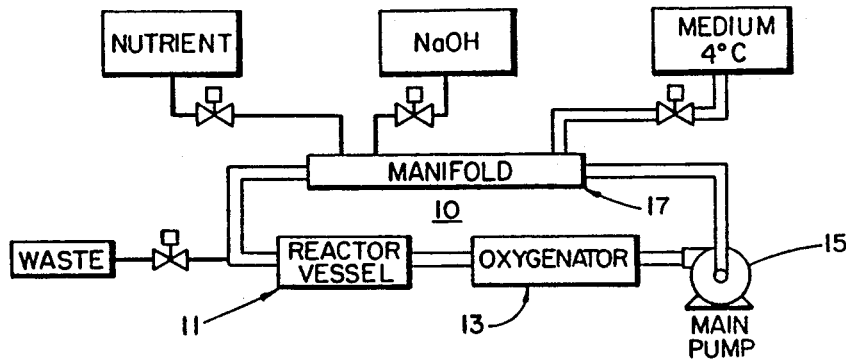 NUTRIENT
NaOH
MEDIUM
4°C
MANIFOLD
17
10
15
WASTE
REACTOR
VESSEL
OXYGENATOR
11
13
MAIN
PUMP